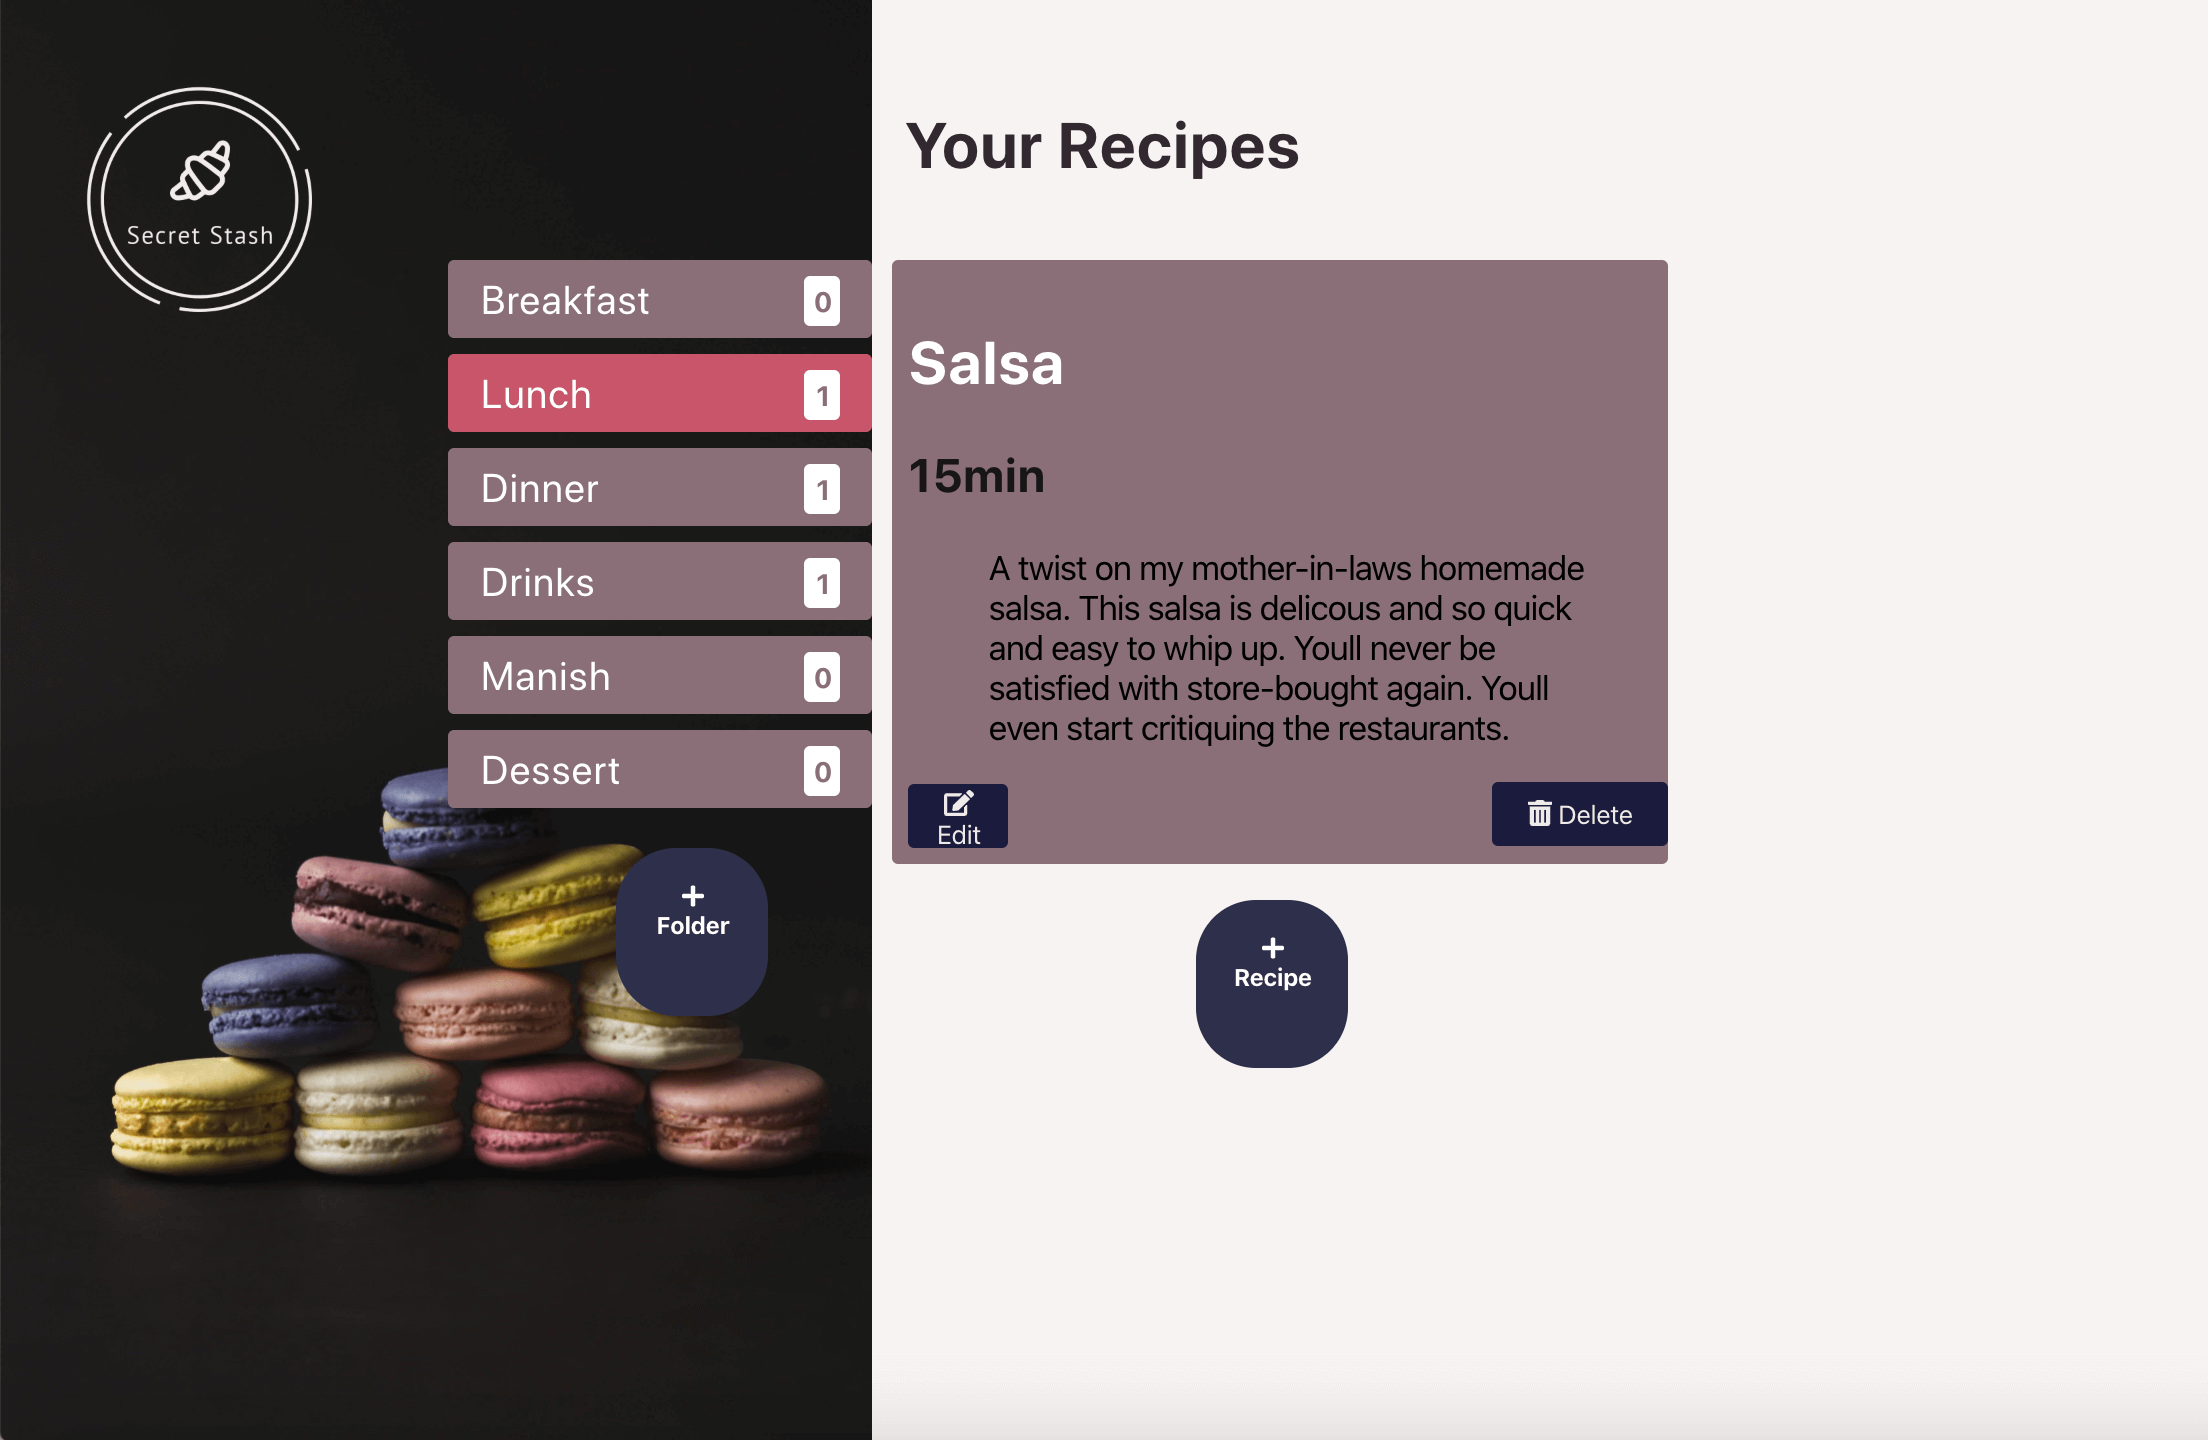 Secret Stash
Breakfast 0
Lunch 1
Dinner 1
Drinks 1
Manish 0
Dessert 0
Folder
Your Recipes
Salsa
15min
A twist on my mother-in-laws homemade
salsa. This salsa is delicous and so quick
and easy to whip up. Youll never be
satisfied with store-bought again. Youll
even start critiquing the restaurants.
Edit
Delete
Recipe